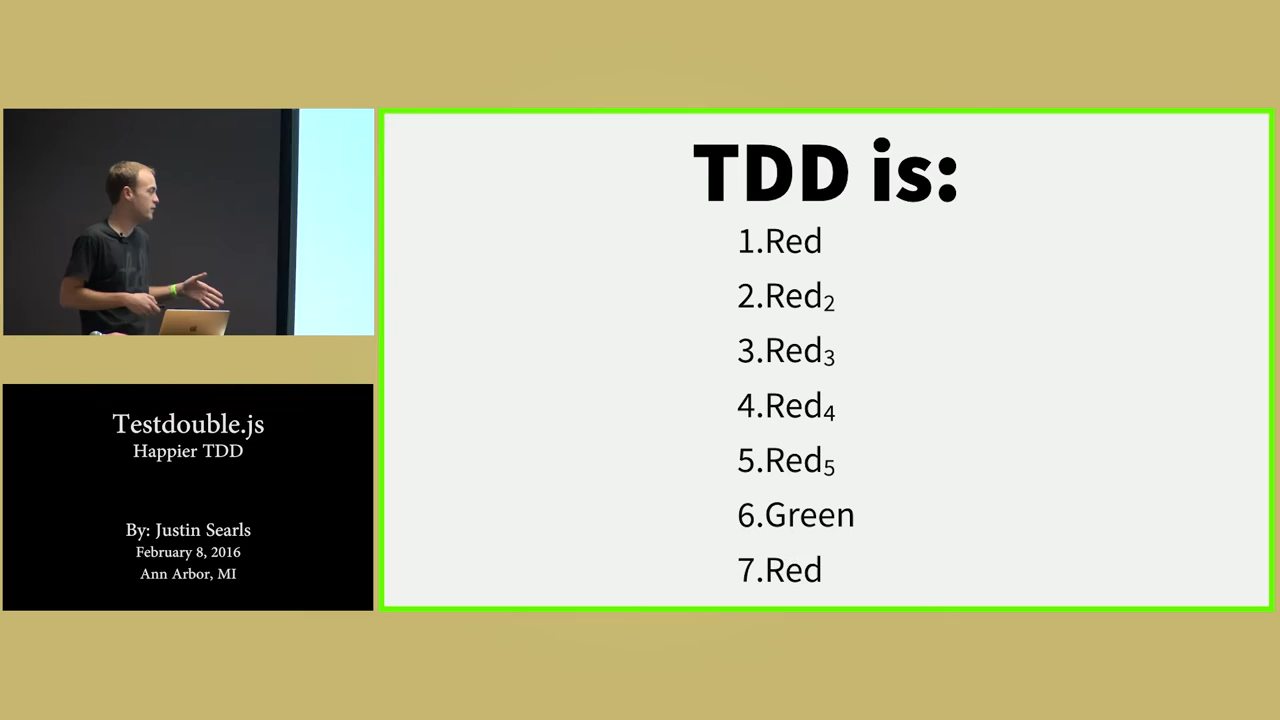 Testdouble.js
Happier TDD
By: Justin Searls
February 8, 2016
Ann Arbor, MI
TDD is:
1.Red
2.Red₂
3.Red₃
4.Red₄
5.Red₅
6.Green
7.Red